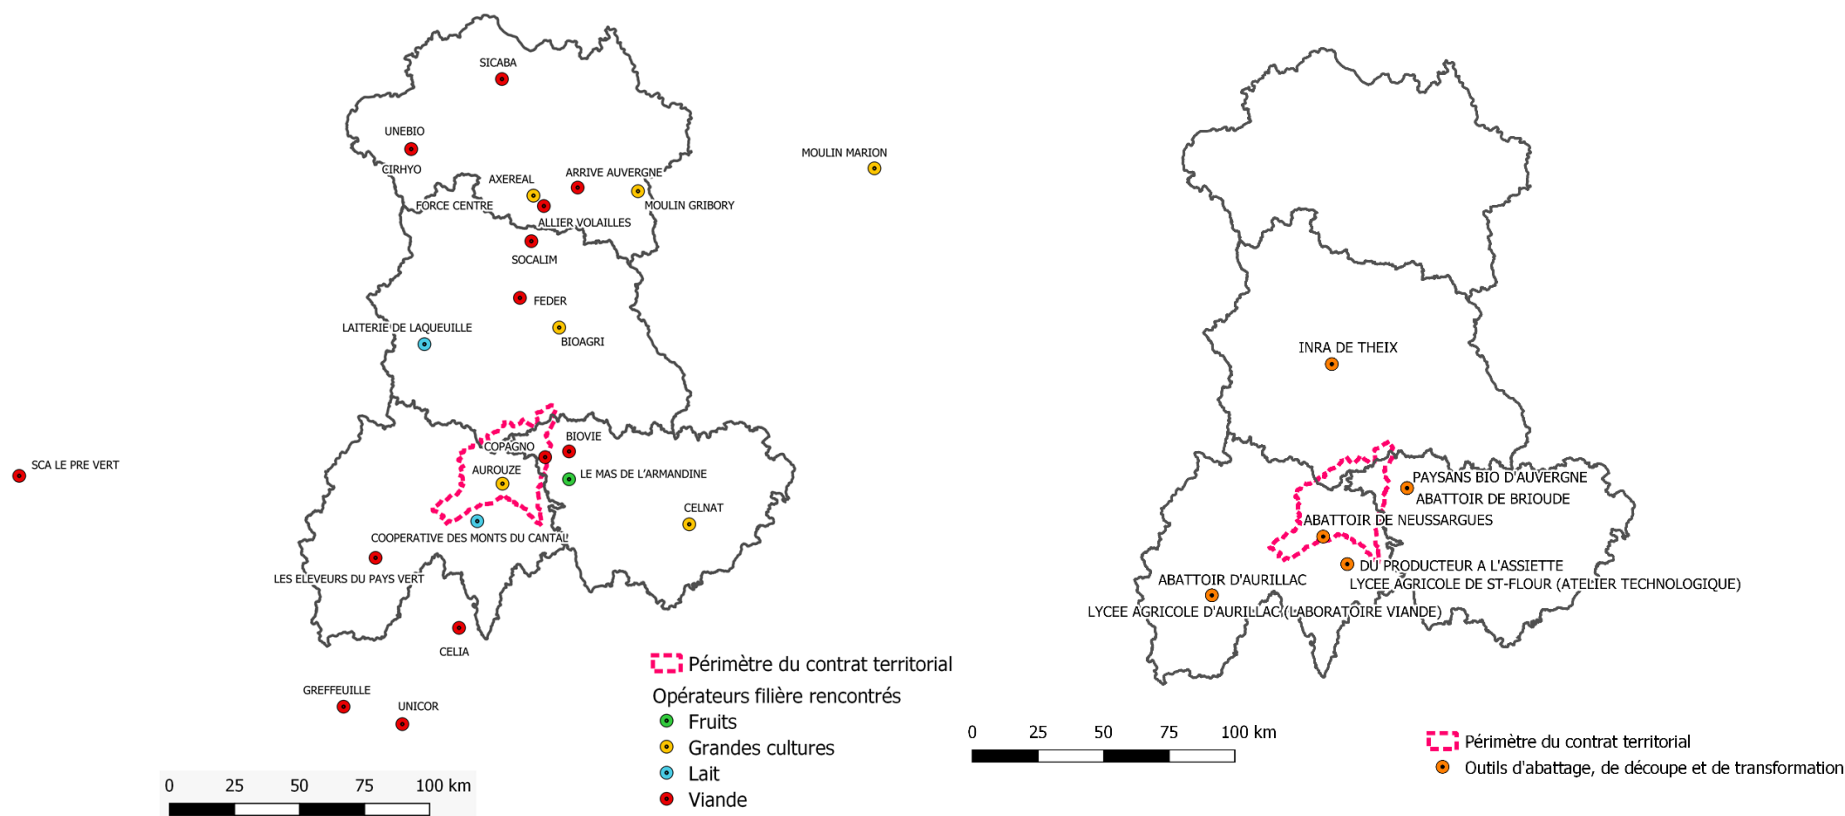 SICABA
UNEBIO
CIRHYO
MOULIN MARION
ARRIVE AUVERGNE
AXEREAL
FORCE CENTRE
MOULIN GRIBORY
ALLIER VOLAILLES
SOCALIM
FEDER
LAITERIE DE LAQUEUILLE
BIOAGRI
COPAGNO
BIOVIE
SCA LE PRE VERT
AUROUZE
LE MAS DE L'ARMANDINE
CELNAT
COOPERATIVE DES MONTS DU CANTAL
LES ELEVEURS DU PAYS VERT
CELIA
GREFFEUILLE
UNICOR
Périmètre du contrat territorial
Opérateurs filière rencontrés
Fruits
Grandes cultures
Lait
Viande
0 25 50 75 100 km
INRA DE THEIX
PAYSANS BIO D'AUVERGNE
ABATTOIR DE BRIOUDE
ABATTOIR DE NEUSSARGUES
DU PRODUCTEUR A L'ASSIETTE
LYCEE AGRICOLE DE ST-FLOUR (ATELIER TECHNOLOGIQUE)
ABATTOIR D'AURILLAC
LYCEE AGRICOLE D'AURILLAC (LABORATOIRE VIANDE)
0 25 50 75 100 km
Périmètre du contrat territorial
Outils d'abattage, de découpe et de transformation